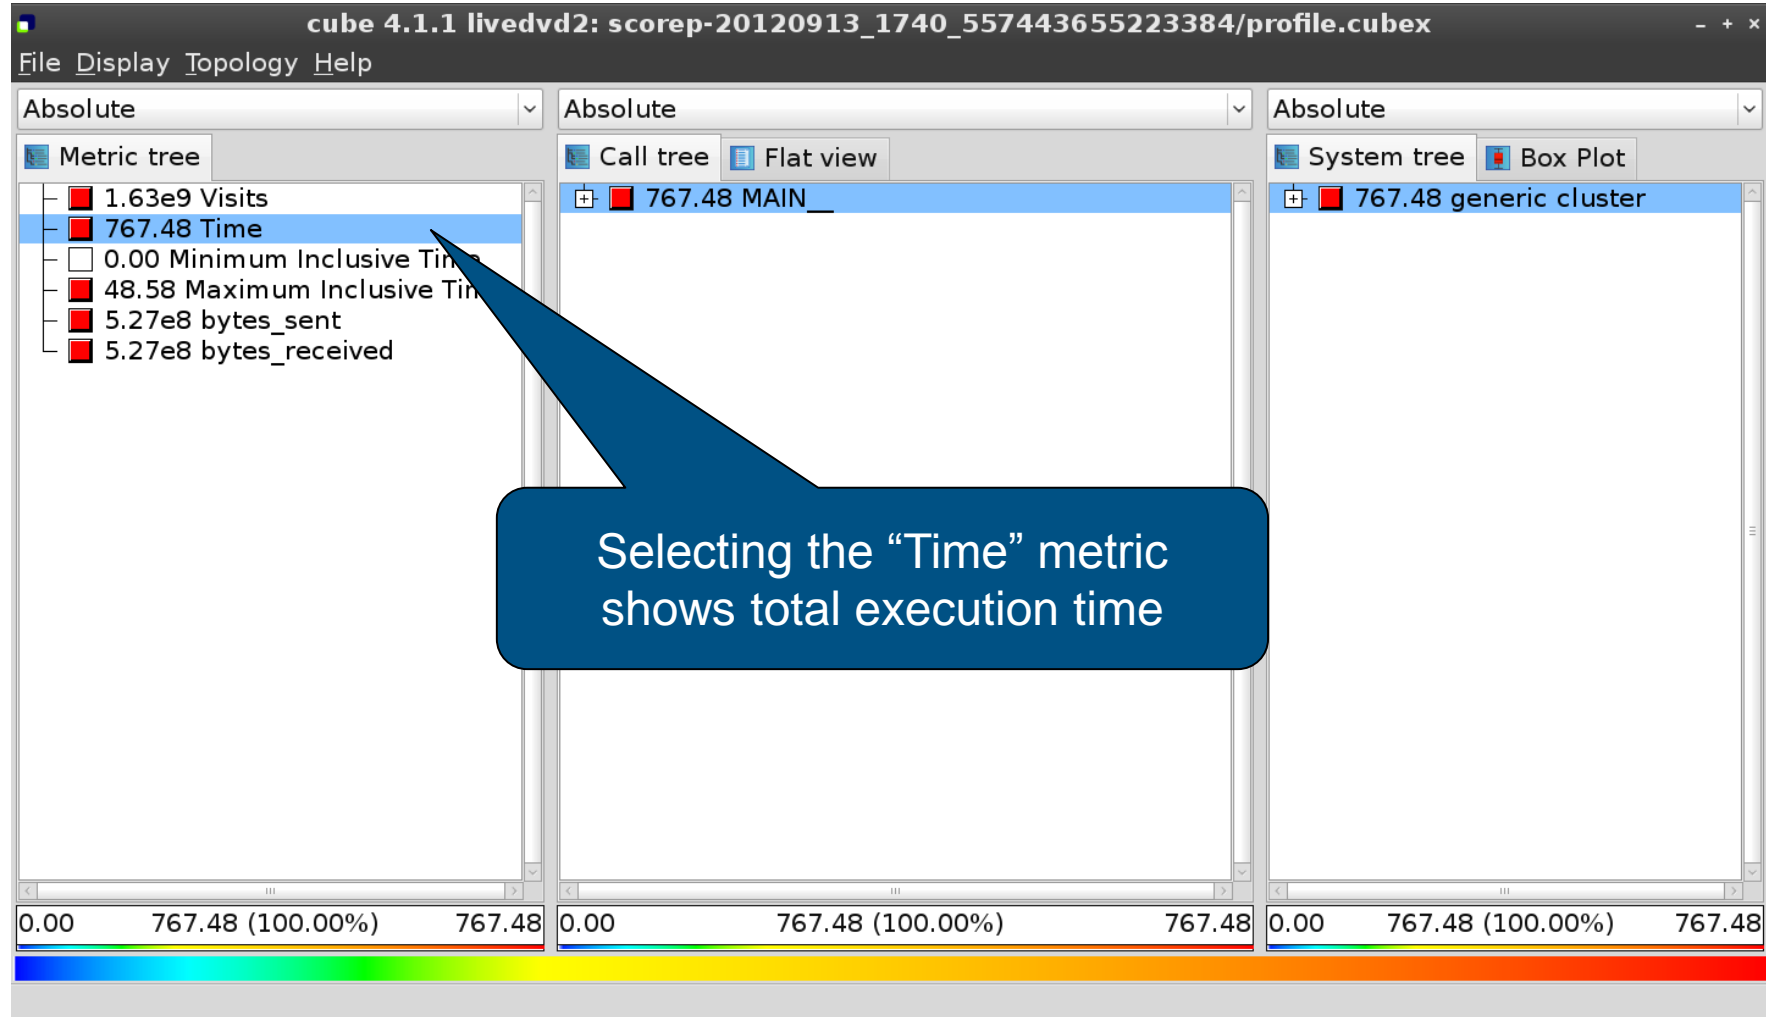 cube 4.1.1 livedvd2: scorep-20120913_1740_557443655223384/profile.cubex
File Display Topology Help
Absolute
Metric tree
1.63e9 Visits
767.48 Time
0.00 Minimum Inclusive Time
48.58 Maximum Inclusive Tim
5.27e8 bytes_sent
5.27e8 bytes_received
0.00 767.48 (100.00%) 767.48
Absolute
Call tree Flat view
767.48 MAIN__
Selecting the “Time” metric
shows total execution time
0.00 767.48 (100.00%) 767.48
Absolute
System tree Box Plot
767.48 generic cluster
0.00 767.48 (100.00%) 767.48